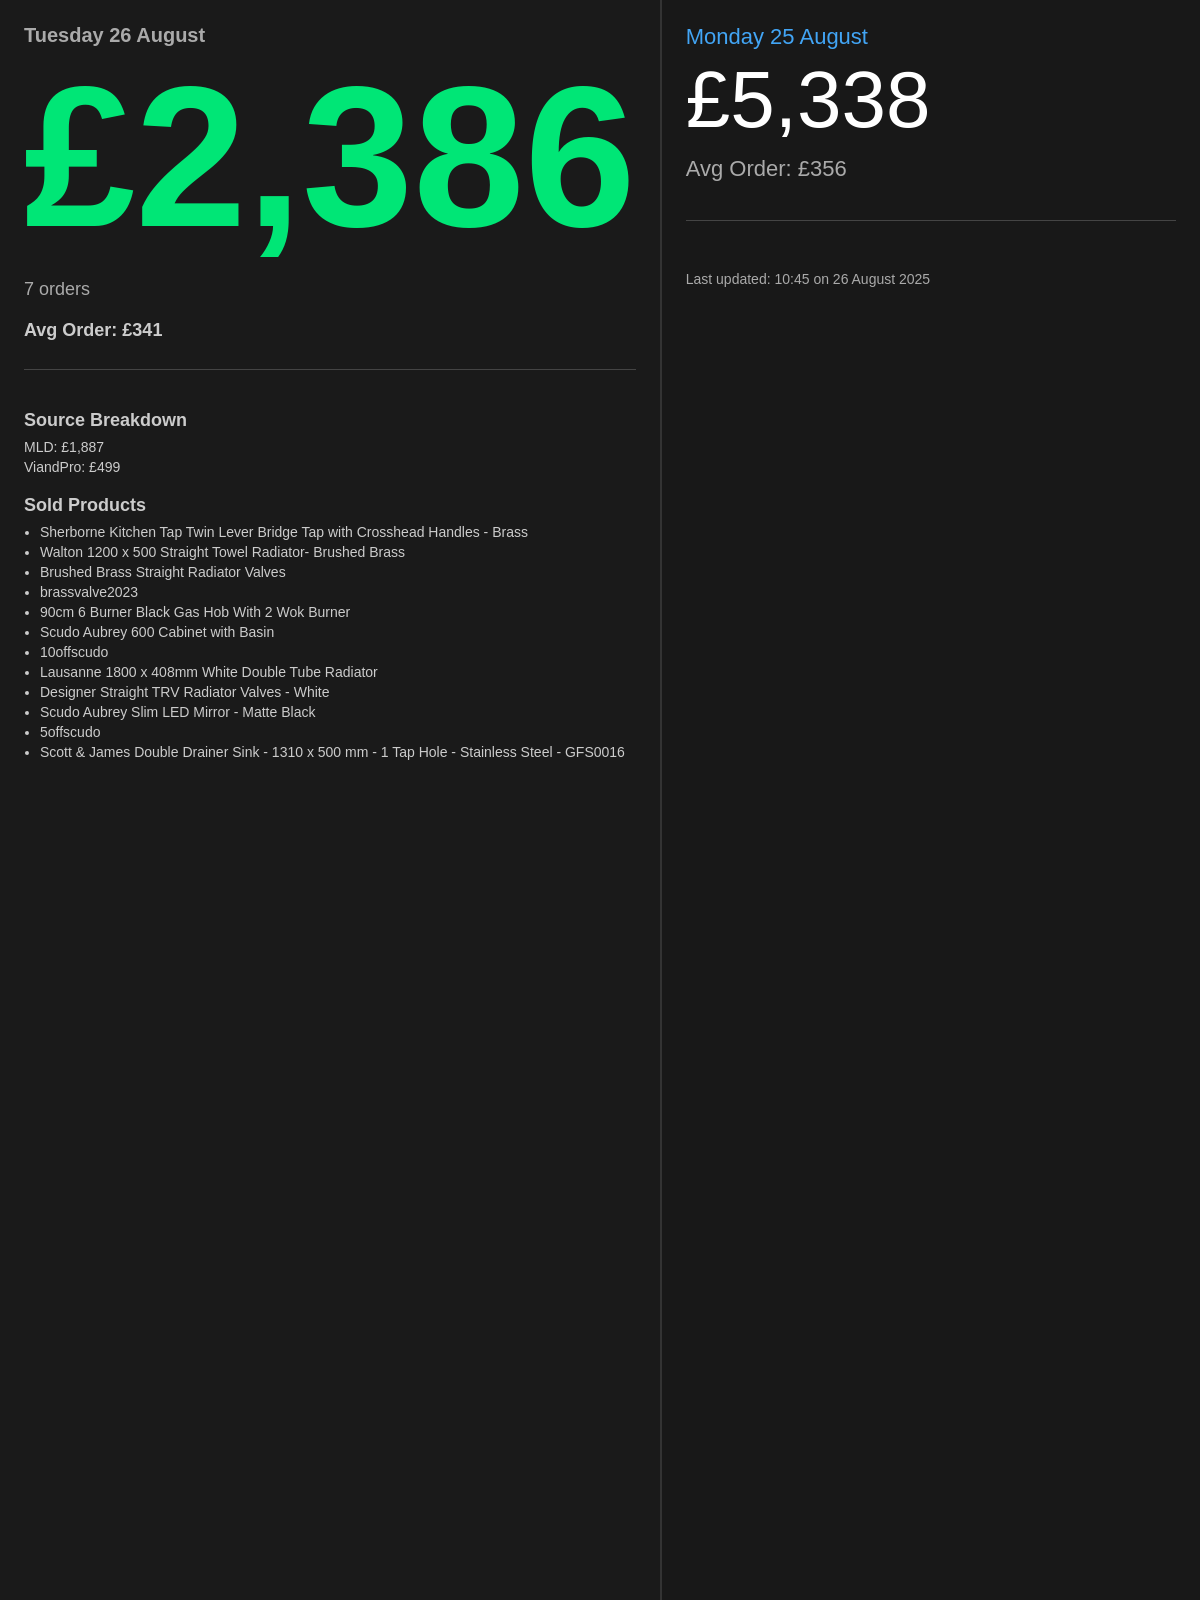 Tuesday 26 August
£2,386
7 orders
Avg Order: £341
Source Breakdown
MLD: £1,887
ViandPro: £499
Sold Products
• Sherborne Kitchen Tap Twin Lever Bridge Tap with Crosshead Handles - Brass
• Walton 1200 x 500 Straight Towel Radiator- Brushed Brass
• Brushed Brass Straight Radiator Valves
• brassvalve2023
• 90cm 6 Burner Black Gas Hob With 2 Wok Burner
• Scudo Aubrey 600 Cabinet with Basin
• 10offscudo
• Lausanne 1800 x 408mm White Double Tube Radiator
• Designer Straight TRV Radiator Valves - White
• Scudo Aubrey Slim LED Mirror - Matte Black
• 5offscudo
• Scott & James Double Drainer Sink - 1310 x 500 mm - 1 Tap Hole - Stainless Steel - GFS0016
Monday 25 August
£5,338
Avg Order: £356
Last updated: 10:45 on 26 August 2025